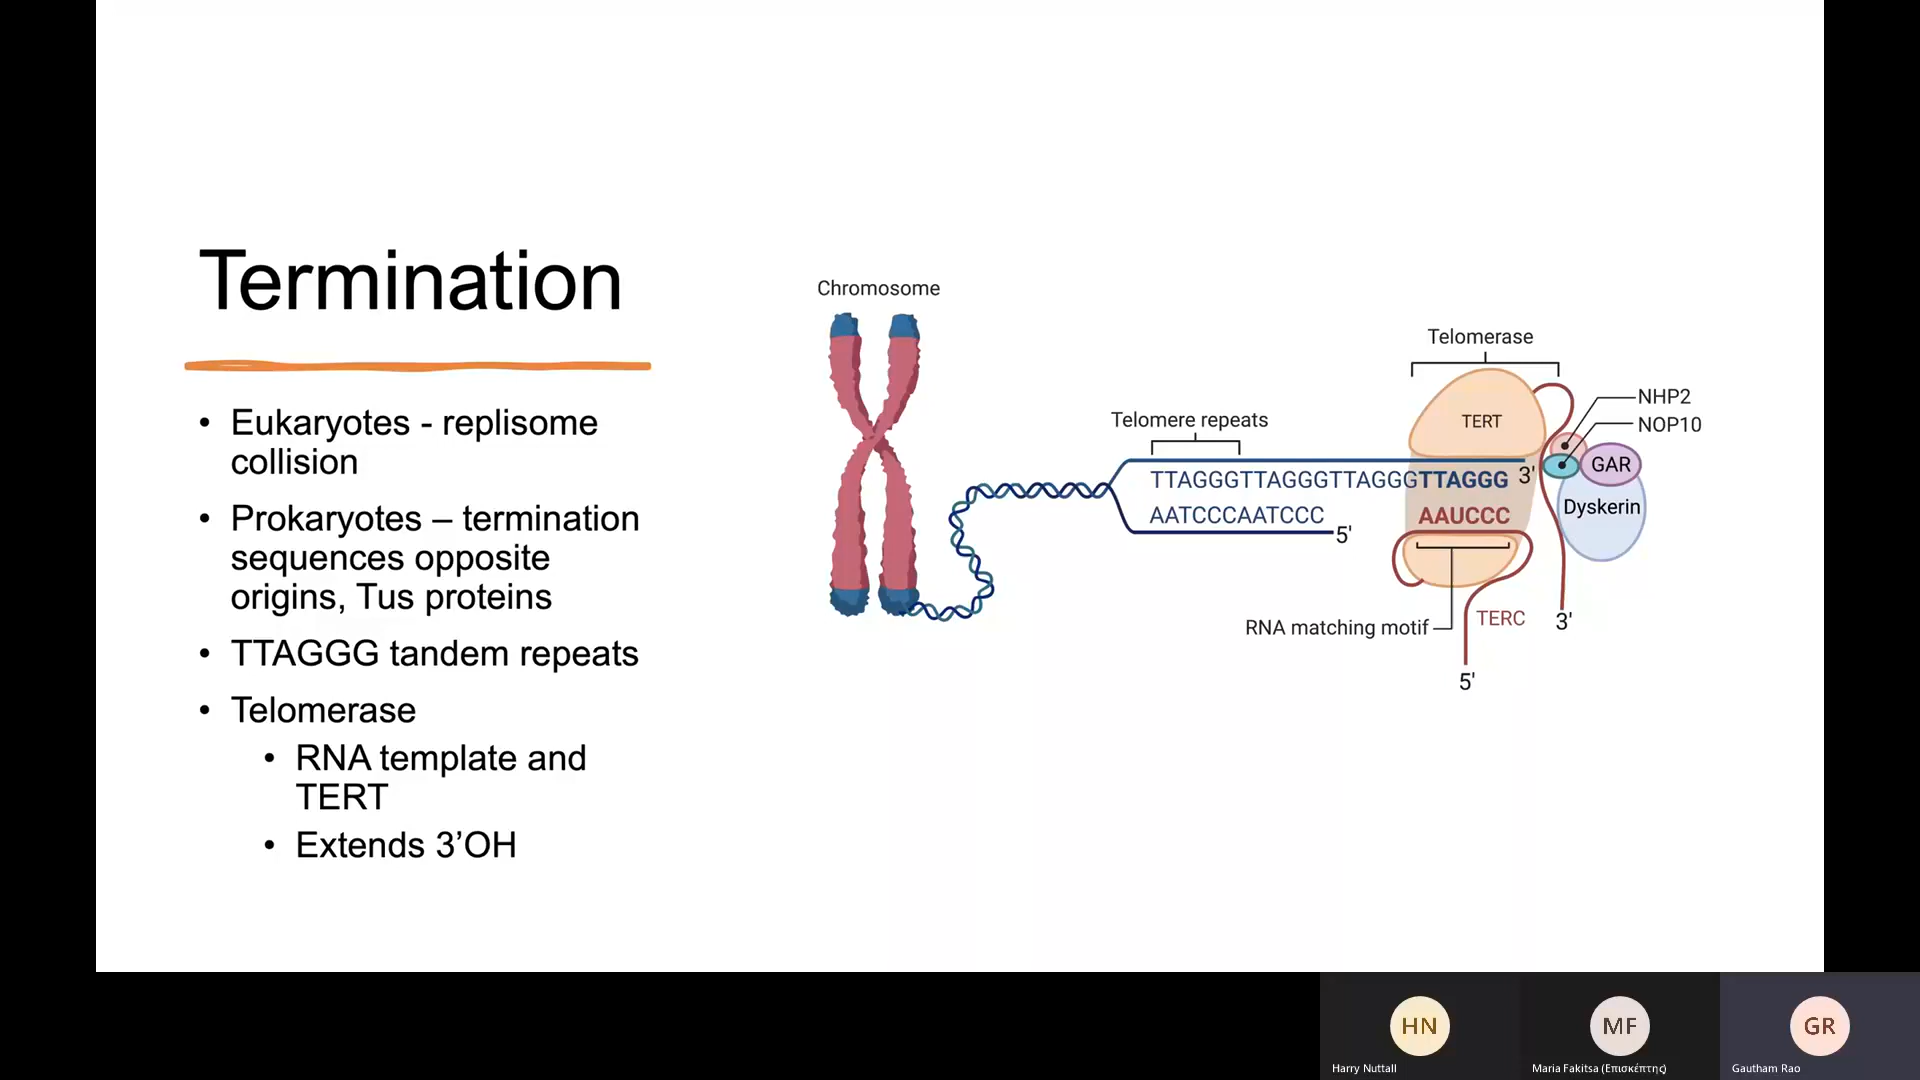 Termination
• Eukaryotes - replisome
collision
• Prokaryotes – termination
sequences opposite
origins, Tus proteins
• TTAGGG tandem repeats
• Telomerase
• RNA template and
TERT
• Extends 3’OH
Chromosome
Telomerase
NHP2
NOP10
Telomere repeats
TERT
GAR
TTAGGGTTAGGGTTAGGGTTAGGG 3'
Dyskerin
AATCCCAATCCC
AAUCCC
5'
RNA matching motif
TERC
3'
5'
HN
MF
GR
Harry Nuttall
Maria Fakitsa (Επισκέπτης)
Gautham Rao